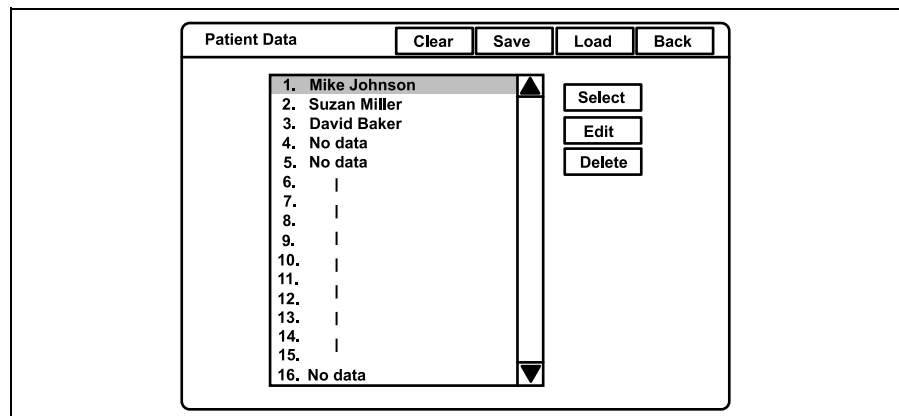 Patient Data Clear Save Load Back
1. Mike Johnson
2. Suzan Miller
3. David Baker
4. No data
5. No data
6.
7.
8.
9.
10.
11.
12.
13.
14.
15.
16. No data
Select
Edit
Delete